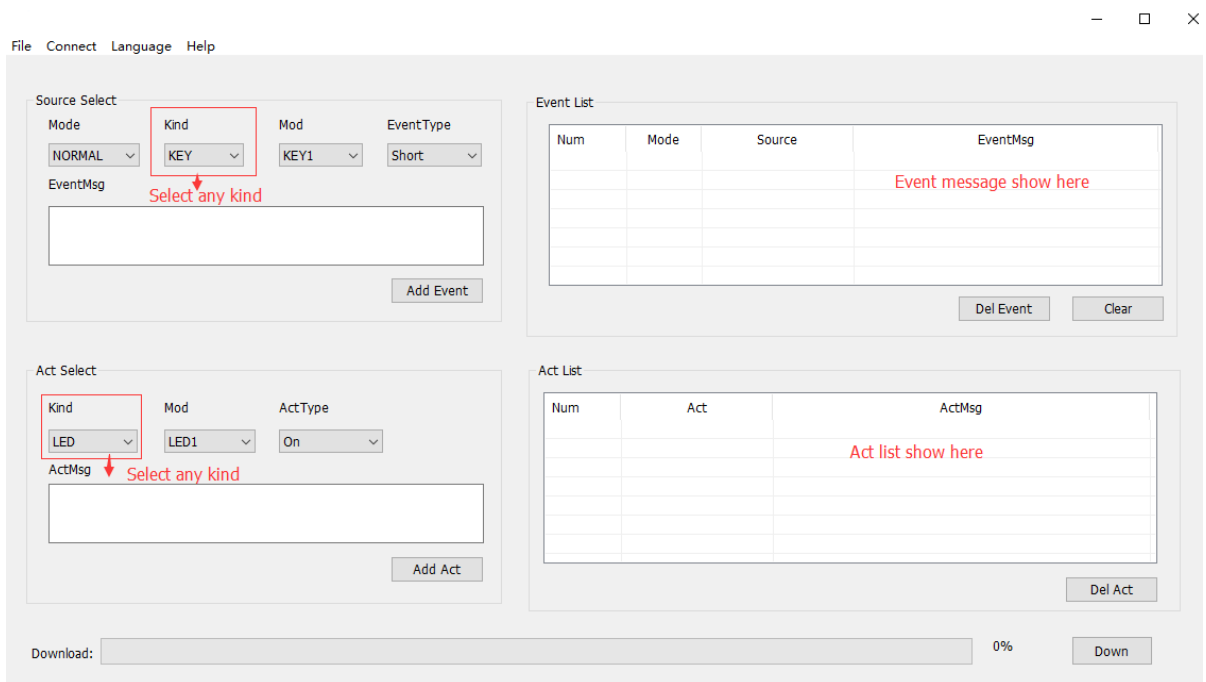 File Connect Language Help
Source Select
Mode Kind Mod EventType
NORMAL KEY KEY1 Short
EventMsg
Select any kind
Add Event
Event List
Num Mode Source EventMsg
Event message show here
Del Event Clear
Act Select
Kind Mod ActType
LED LED1 On
ActMsg
Select any kind
Add Act
Act List
Num Act ActMsg
Act list show here
Del Act
Download: 0% Down